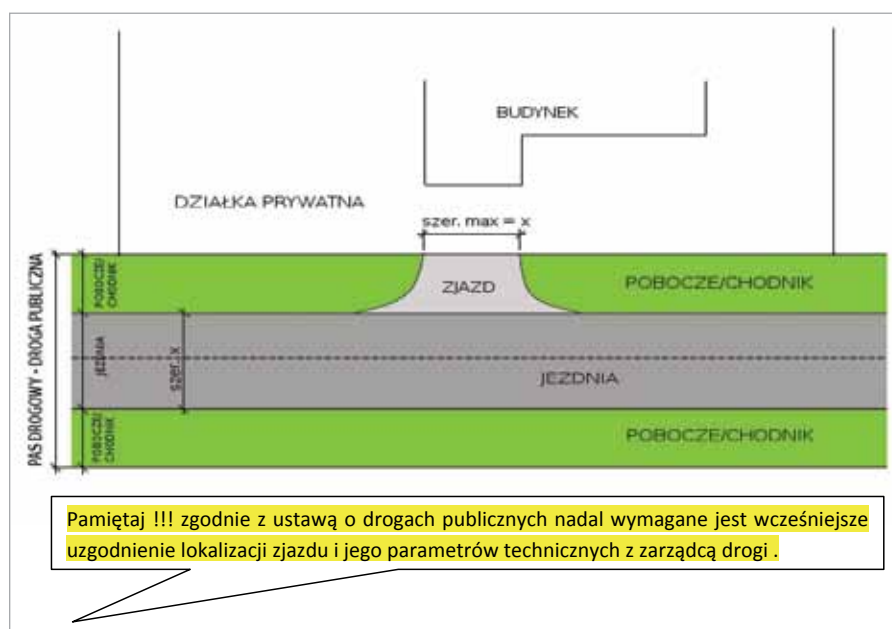 BUDYNEK
DZIAŁKA PRYWATNA
szer. max = x
PAS DROGOWY - DROGA PUBLICZNA
POBOCZE/
CHODNIK
ZJAZD
POBOCZE/CHODNIK
JEZDNIA
szer. x
JEZDNIA
POBOCZE/
CHODNIK
POBOCZE/CHODNIK
Pamiętaj !!! zgodnie z ustawą o drogach publicznych nadal wymagane jest wcześniejsze
uzgodnienie lokalizacji zjazdu i jego parametrów technicznych z zarządcą drogi .